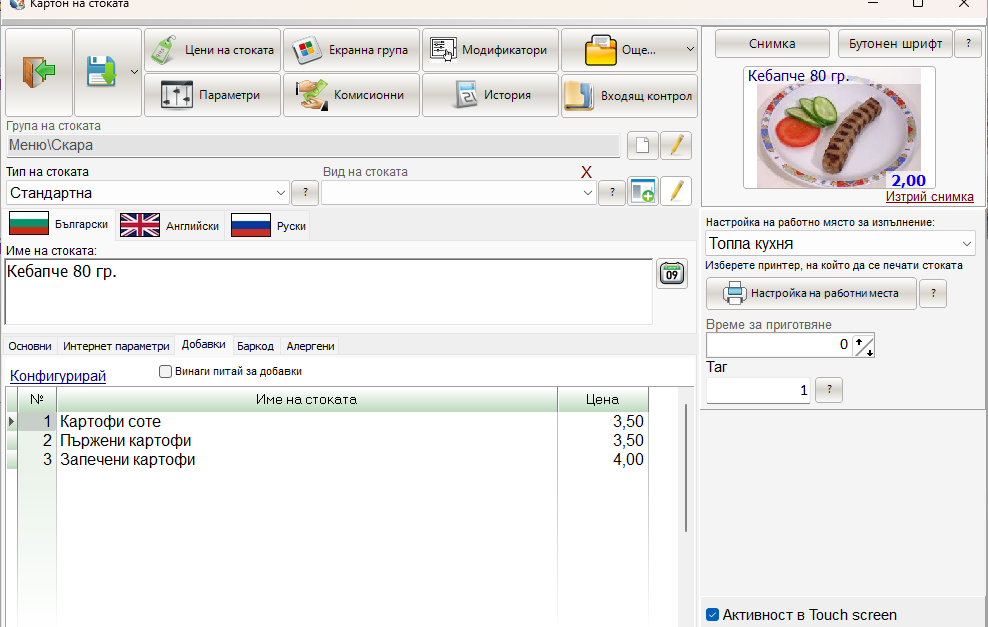 Картон на стоката
Цени на стоката
Екранна група
Модификатори
Още...
Параметри
Комисионни
История
Входящ контрол
Снимка
Бутонен шрифт
?
Кебапче 80 гр.
2,00
Изтрий снимка
Група на стоката
Меню\Скара
Тип на стоката
Вид на стоката
X
Стандартна
?
?
Български
Английски
Руски
Име на стоката:
Кебапче 80 гр.
09
Настройка на работно място за изпълнение:
Топла кухня
Изберете принтер, на който да се печати стоката
Настройка на работни места
?
Време за приготвяне
0
Таг
1
?
Основни
Интернет параметри
Добавки
Баркод
Алергени
Конфигурирай
Винаги питай за добавки
№ Име на стоката Цена
1 Картофи соте 3,50
2 Пържени картофи 3,50
3 Запечени картофи 4,00
Активност в Touch screen